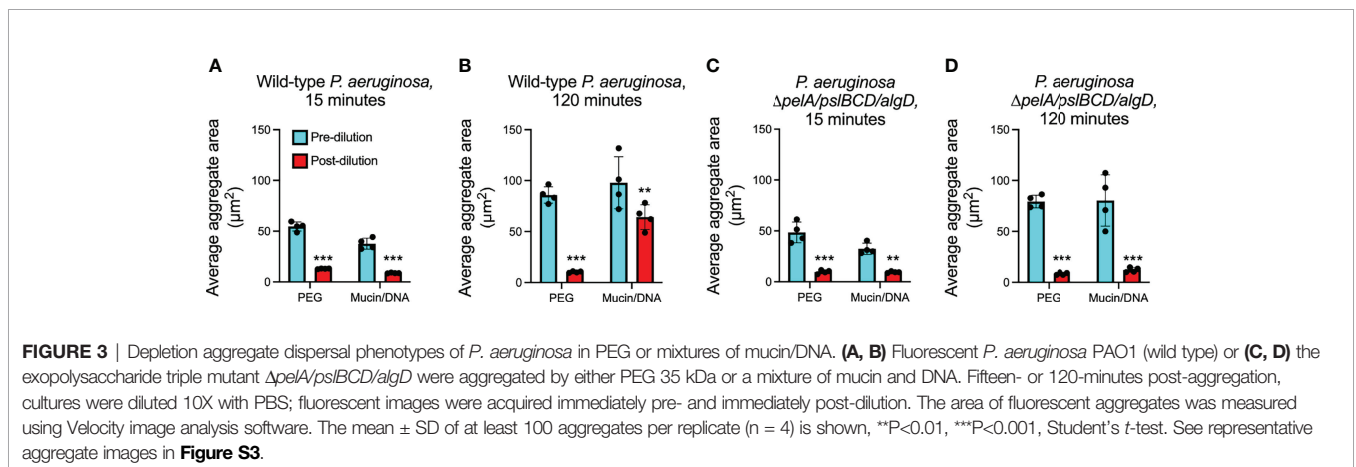 A
Wild-type P. aeruginosa,
15 minutes
Average aggregate area
(µm²)
150
100
50
0
Pre-dilution
Post-dilution
***
***
PEG
Mucin/DNA
B
Wild-type P. aeruginosa,
120 minutes
Average aggregate area
(µm²)
150
100
50
0
***
**
PEG
Mucin/DNA
C
P. aeruginosa
ΔpelA/pslBCD/algD,
15 minutes
Average aggregate area
(µm²)
150
100
50
0
***
**
PEG
Mucin/DNA
D
P. aeruginosa
ΔpelA/pslBCD/algD,
120 minutes
Average aggregate area
(µm²)
150
100
50
0
***
***
PEG
Mucin/DNA
FIGURE 3 | Depletion aggregate dispersal phenotypes of P. aeruginosa in PEG or mixtures of mucin/DNA. (A, B) Fluorescent P. aeruginosa PAO1 (wild type) or (C, D) the
exopolysaccharide triple mutant ΔpelA/pslBCD/algD were aggregated by either PEG 35 kDa or a mixture of mucin and DNA. Fifteen- or 120-minutes post-aggregation,
cultures were diluted 10X with PBS; fluorescent images were acquired immediately pre- and immediately post-dilution. The area of fluorescent aggregates was measured
using Velocity image analysis software. The mean ± SD of at least 100 aggregates per replicate (n = 4) is shown, **P<0.01, ***P<0.001, Student's t-test. See representative
aggregate images in Figure S3.